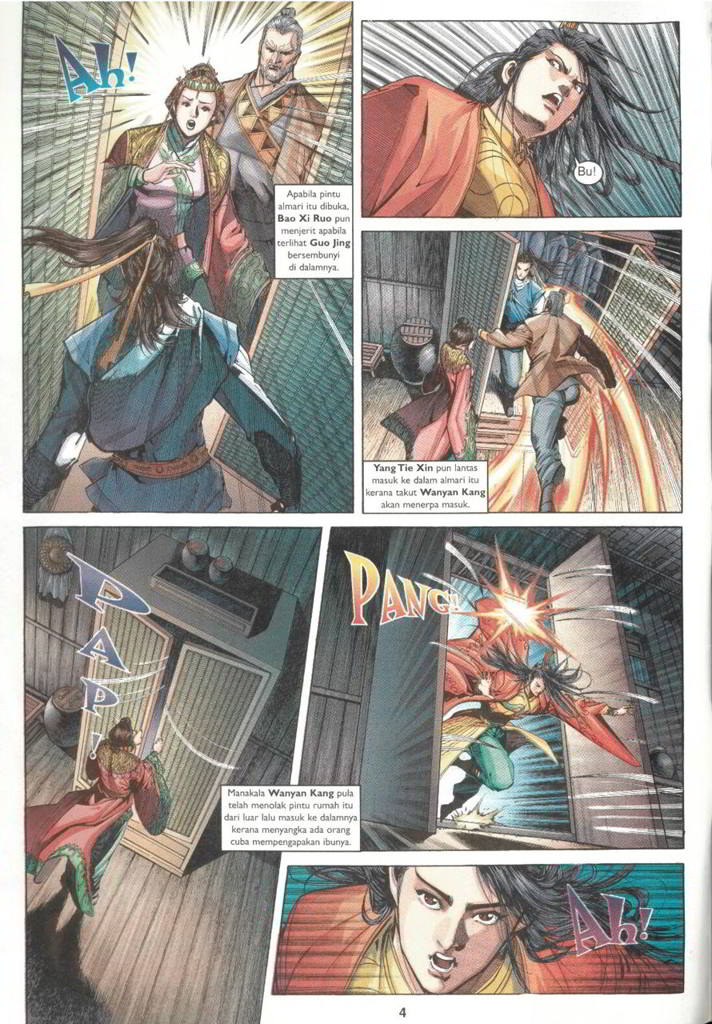 Ah!
Apabila pintu
almari itu dibuka,
Bao Xi Ruo pun
menjerit apabila
terlihat Guo Jing
bersembunyi
di dalamnya.
Bu!
Yang Tie Xin pun lantas
masuk ke dalam almari itu
kerana takut Wanyan Kang
akan menerpa masuk.
PAP!
Manakala Wanyan Kang pula
telah menolak pintu rumah itu
dari luar lalu masuk ke dalamnya
kerana menyangka ada orang
cuba mempengapakan ibunya.
PANG!
Ah!
4